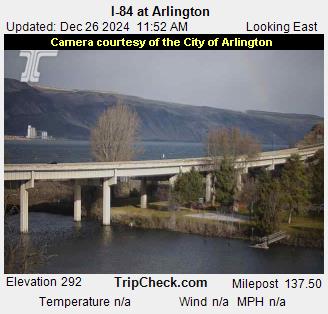 I-84 at Arlington
Updated: Dec 26 2024 11:52 AM Looking East
Camera courtesy of the City of Arlington
Elevation 292 TripCheck.com Milepost 137.50
Temperature n/a Wind n/a MPH n/a